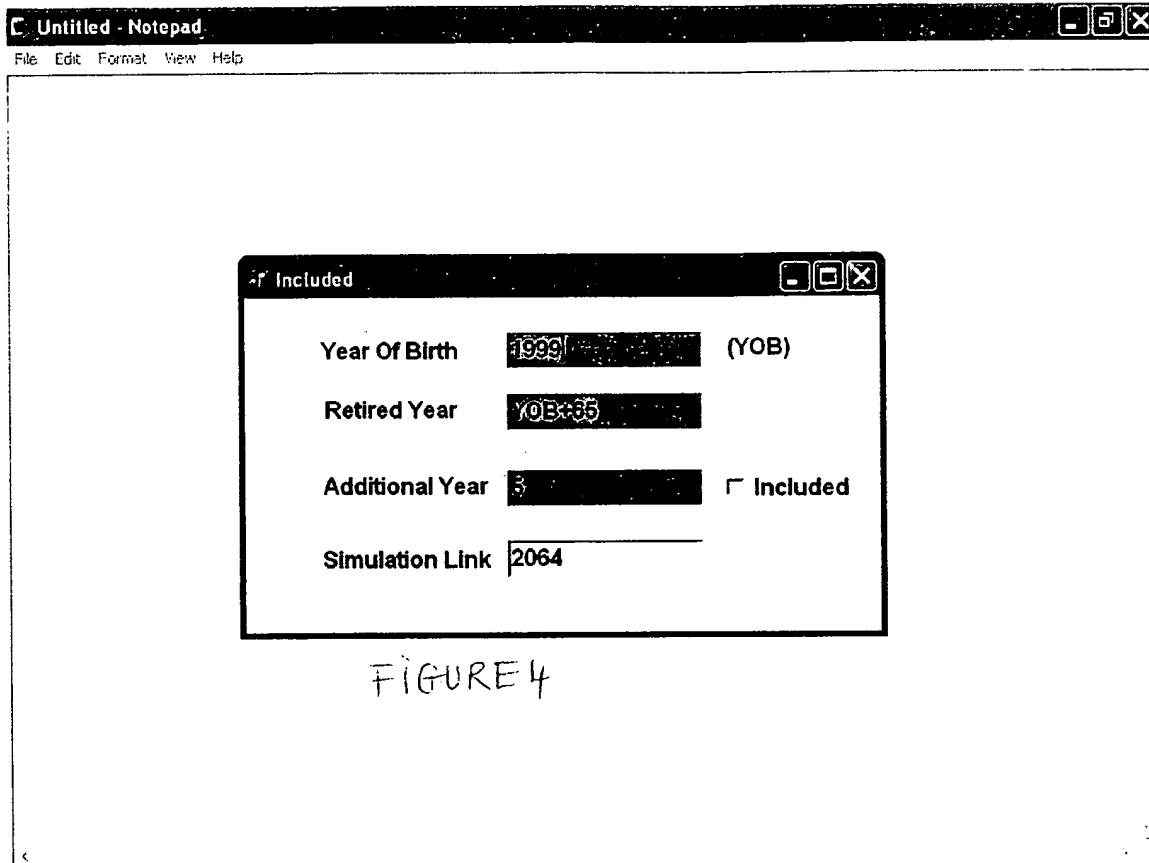 Untitled - Notepad
File Edit Format View Help
Included
Year Of Birth 1999 (YOB)
Retired Year YOB+65
Additional Year Included
Simulation Link 2064
FIGURE 4